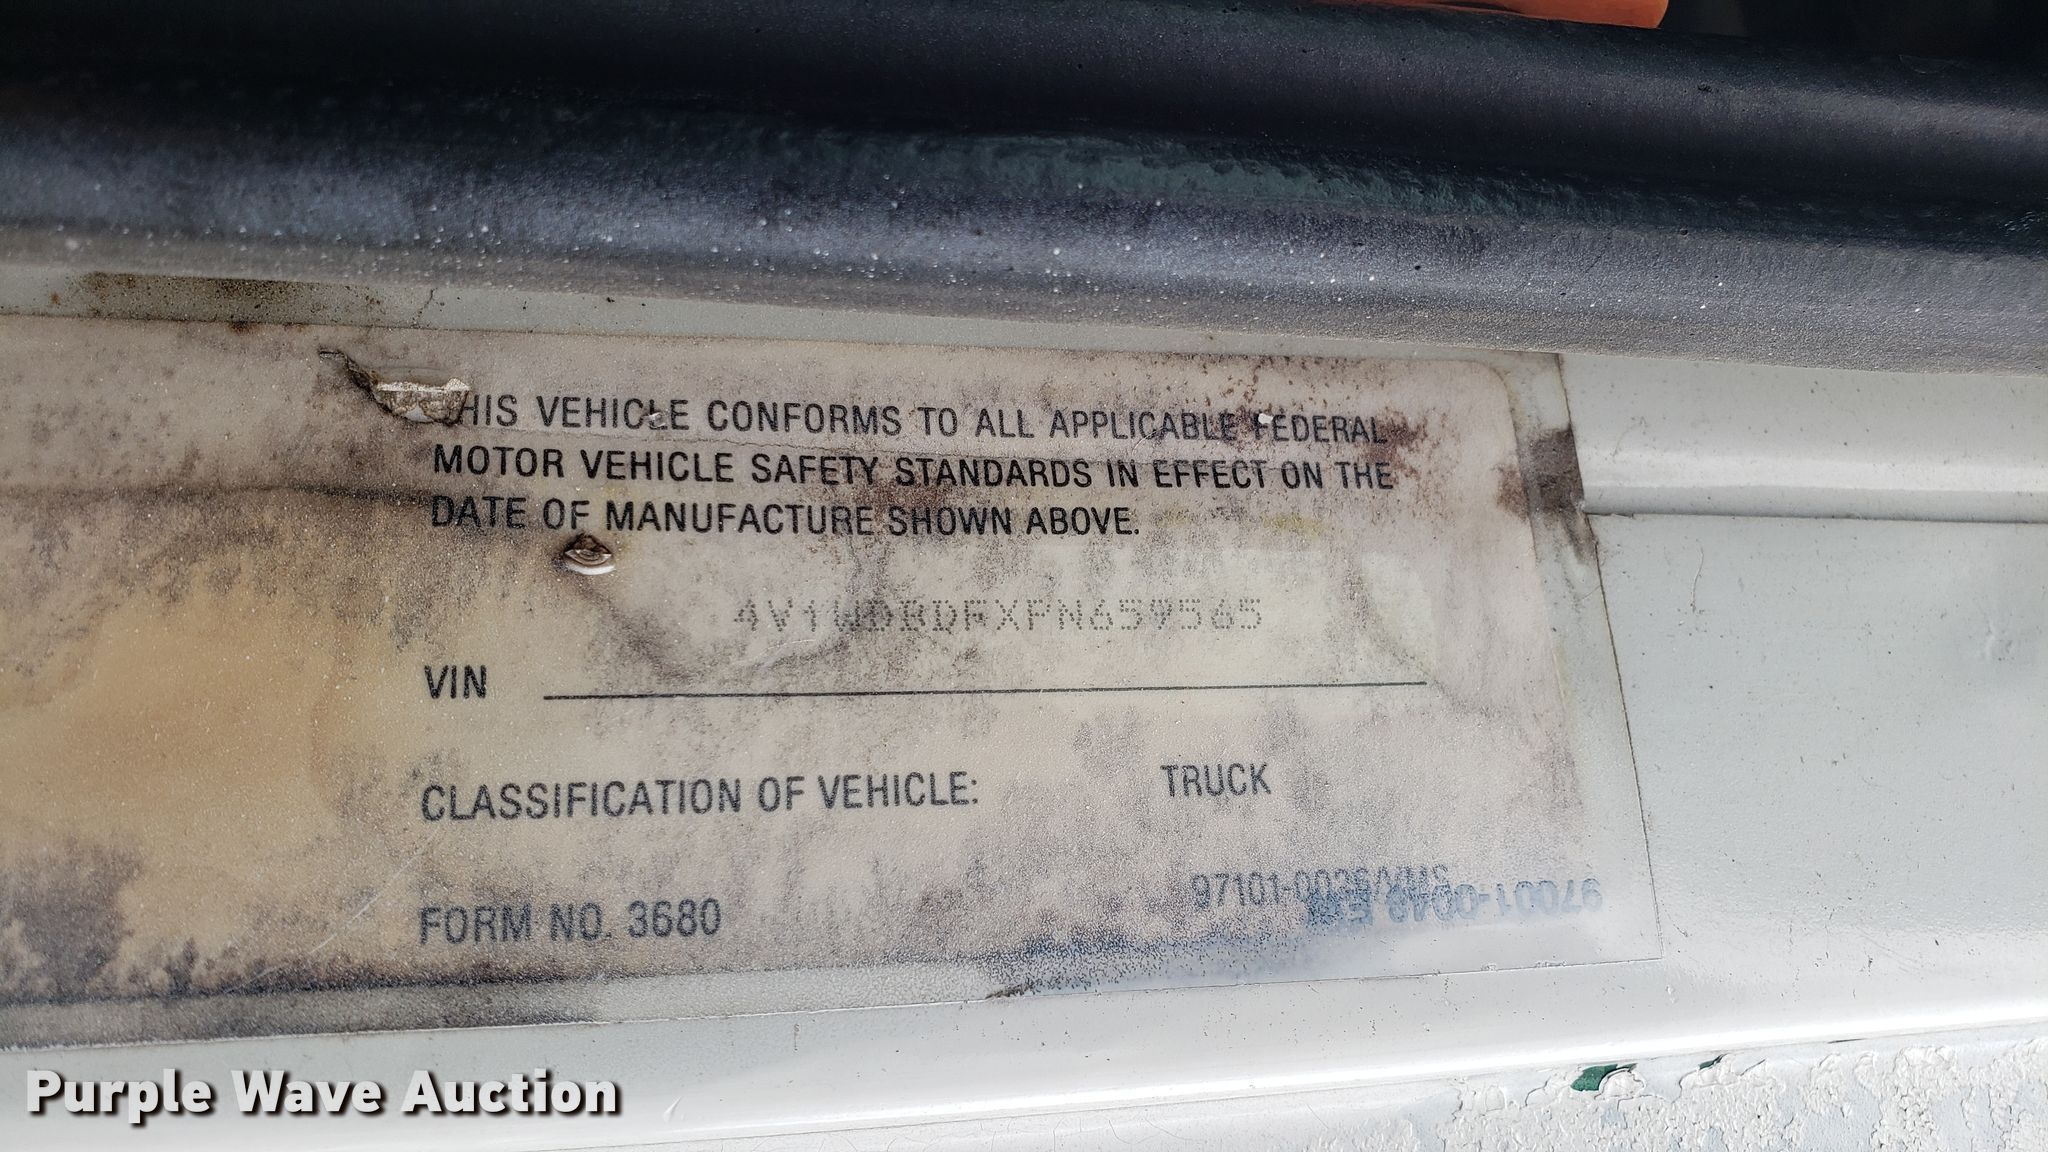 THIS VEHICLE CONFORMS TO ALL APPLICABLE FEDERAL
MOTOR VEHICLE SAFETY STANDARDS IN EFFECT ON THE
DATE OF MANUFACTURE SHOWN ABOVE.
4V1WDBDFXPN659565
VIN
CLASSIFICATION OF VEHICLE: TRUCK
FORM NO. 3680
Purple Wave Auction